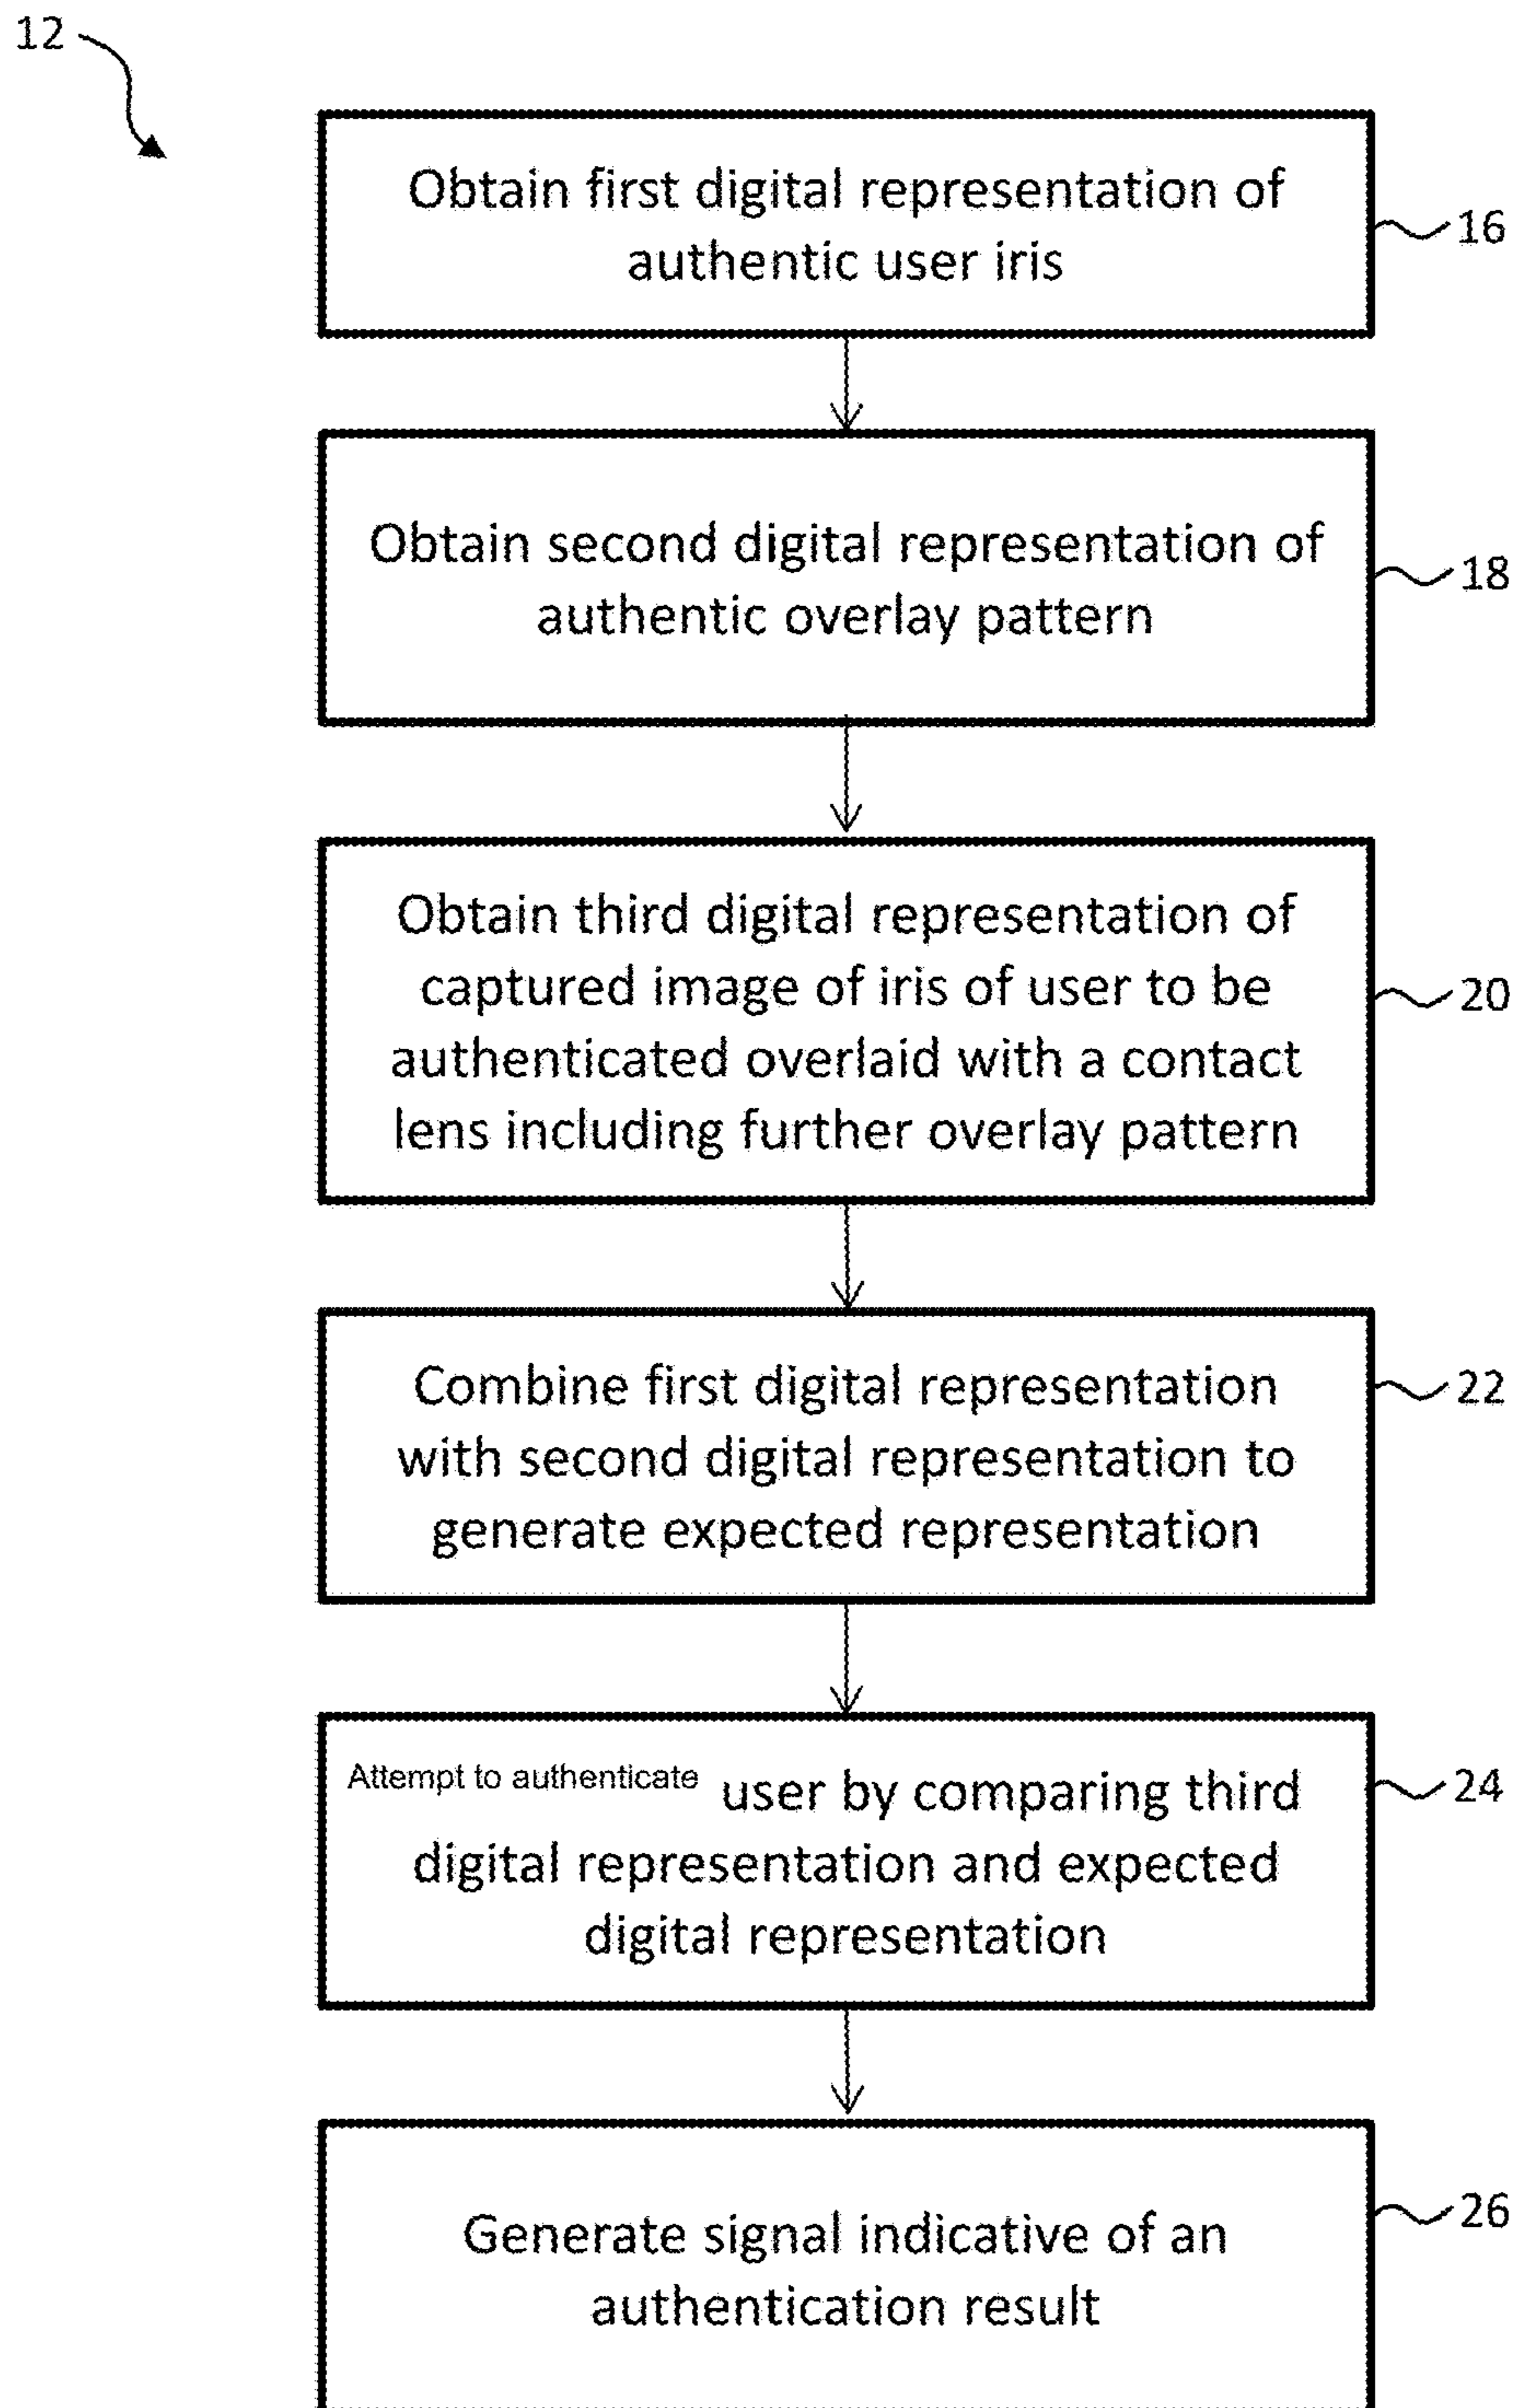 12
Obtain first digital representation of
authentic user iris
16
Obtain second digital representation of
authentic overlay pattern
18
Obtain third digital representation of
captured image of iris of user to be
authenticated overlaid with a contact
lens including further overlay pattern
20
Combine first digital representation
with second digital representation to
generate expected representation
22
Attempt to authenticate user by comparing third
digital representation and expected
digital representation
24
Generate signal indicative of an
authentication result
26